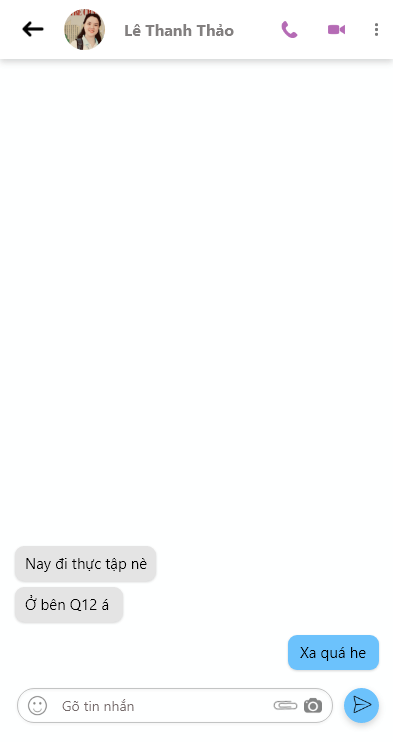 Lê Thanh Thảo
Nay đi thực tập nè
Ở bên Q12 á
Xa quá he
Gõ tin nhắn